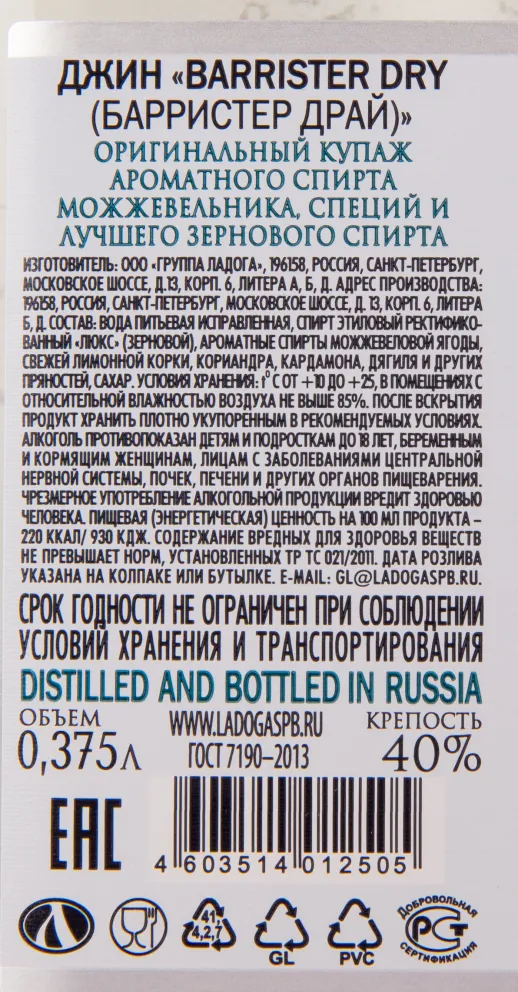 ДЖИН «BARRISTER DRY
(БАРРИСТЕР ДРАЙ)»
ОРИГИНАЛЬНЫЙ КУПАЖ
АРОМАТНОГО СПИРТА
МОЖЖЕВЕЛЬНИКА, СПЕЦИЙ И
ЛУЧШЕГО ЗЕРНОВОГО СПИРТА
ИЗГОТОВИТЕЛЬ: ООО «ГРУППА ЛАДОГА», 196158, РОССИЯ, САНКТ-ПЕТЕРБУРГ,
МОСКОВСКОЕ ШОССЕ, Д.13, КОРП. 6, ЛИТЕРА А, Б, Д. АДРЕС ПРОИЗВОДСТВА:
196158, РОССИЯ, САНКТ-ПЕТЕРБУРГ, МОСКОВСКОЕ ШОССЕ, Д. 13, КОРП. 6, ЛИТЕРА
Б, Д. СОСТАВ: ВОДА ПИТЬЕВАЯ ИСПРАВЛЕННАЯ, СПИРТ ЭТИЛОВЫЙ РЕКТИФИКО-
ВАННЫЙ «ЛЮКС» (ЗЕРНОВОЙ), АРОМАТНЫЕ СПИРТЫ МОЖЖЕВЕЛОВОЙ ЯГОДЫ,
СВЕЖЕЙ ЛИМОННОЙ КОРКИ, КОРИАНДРА, КАРДАМОНА, ДЯГИЛЯ И ДРУГИХ
ПРЯНОСТЕЙ, САХАР. УСЛОВИЯ ХРАНЕНИЯ: t° С ОТ +10 ДО +25, В ПОМЕЩЕНИЯХ С
ОТНОСИТЕЛЬНОЙ ВЛАЖНОСТЬЮ ВОЗДУХА НЕ ВЫШЕ 85%. ПОСЛЕ ВСКРЫТИЯ
ПРОДУКТ ХРАНИТЬ ПЛОТНО УКУПОРЕННЫМ В РЕКОМЕНДУЕМЫХ УСЛОВИЯХ.
АЛКОГОЛЬ ПРОТИВОПОКАЗАН ДЕТЯМ И ПОДРОСТКАМ ДО 18 ЛЕТ, БЕРЕМЕННЫМ
И КОРМЯЩИМ ЖЕНЩИНАМ, ЛИЦАМ С ЗАБОЛЕВАНИЯМИ ЦЕНТРАЛЬНОЙ
НЕРВНОЙ СИСТЕМЫ, ПОЧЕК, ПЕЧЕНИ И ДРУГИХ ОРГАНОВ ПИЩЕВАРЕНИЯ.
ЧРЕЗМЕРНОЕ УПОТРЕБЛЕНИЕ АЛКОГОЛЬНОЙ ПРОДУКЦИИ ВРЕДИТ ЗДОРОВЬЮ
ЧЕЛОВЕКА. ПИЩЕВАЯ (ЭНЕРГЕТИЧЕСКАЯ) ЦЕННОСТЬ НА 100 МЛ ПРОДУКТА –
220 ККАЛ/ 930 КДЖ. СОДЕРЖАНИЕ ВРЕДНЫХ ДЛЯ ЗДОРОВЬЯ ВЕЩЕСТВ
НЕ ПРЕВЫШАЕТ НОРМ, УСТАНОВЛЕННЫХ ТР ТС 021/2011. ДАТА РОЗЛИВА
УКАЗАНА НА КОЛПАКЕ ИЛИ БУТЫЛКЕ. E-MAIL: GL@LADOGASPB.RU.
СРОК ГОДНОСТИ НЕ ОГРАНИЧЕН ПРИ СОБЛЮДЕНИИ
УСЛОВИЙ ХРАНЕНИЯ И ТРАНСПОРТИРОВАНИЯ
DISTILLED AND BOTTLED IN RUSSIA
ОБЪЕМ WWW.LADOGASPB.RU КРЕПОСТЬ
0,375л ГОСТ 7190–2013 40%
EAC
4 603514 012505
41, 4,2,7
GL
PVC
ДОБРОВОЛЬНАЯ
РСТ
СЕРТИФИКАЦИЯ